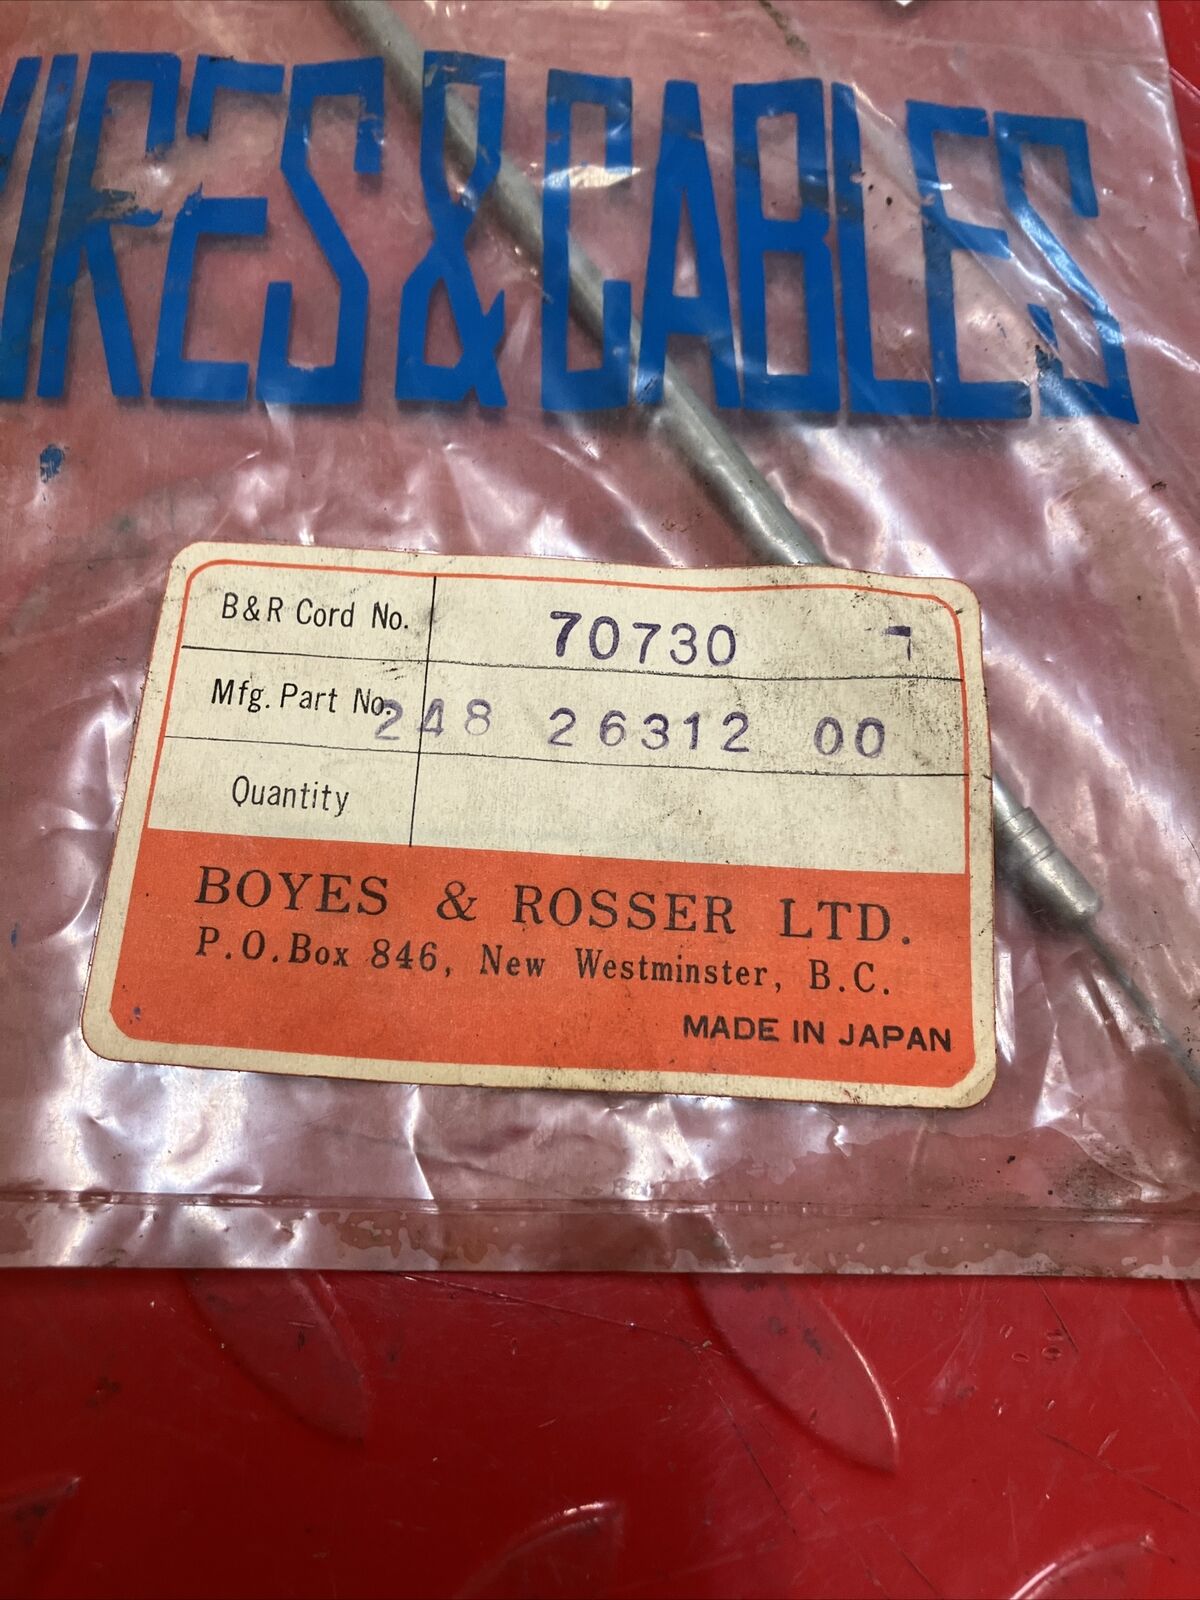 WIRES & CABLES
B&R Cord No. 70730
Mfg. Part No. 248 26312 00
Quantity
BOYES & ROSSER LTD.
P.O.Box 846, New Westminster, B.C.
MADE IN JAPAN